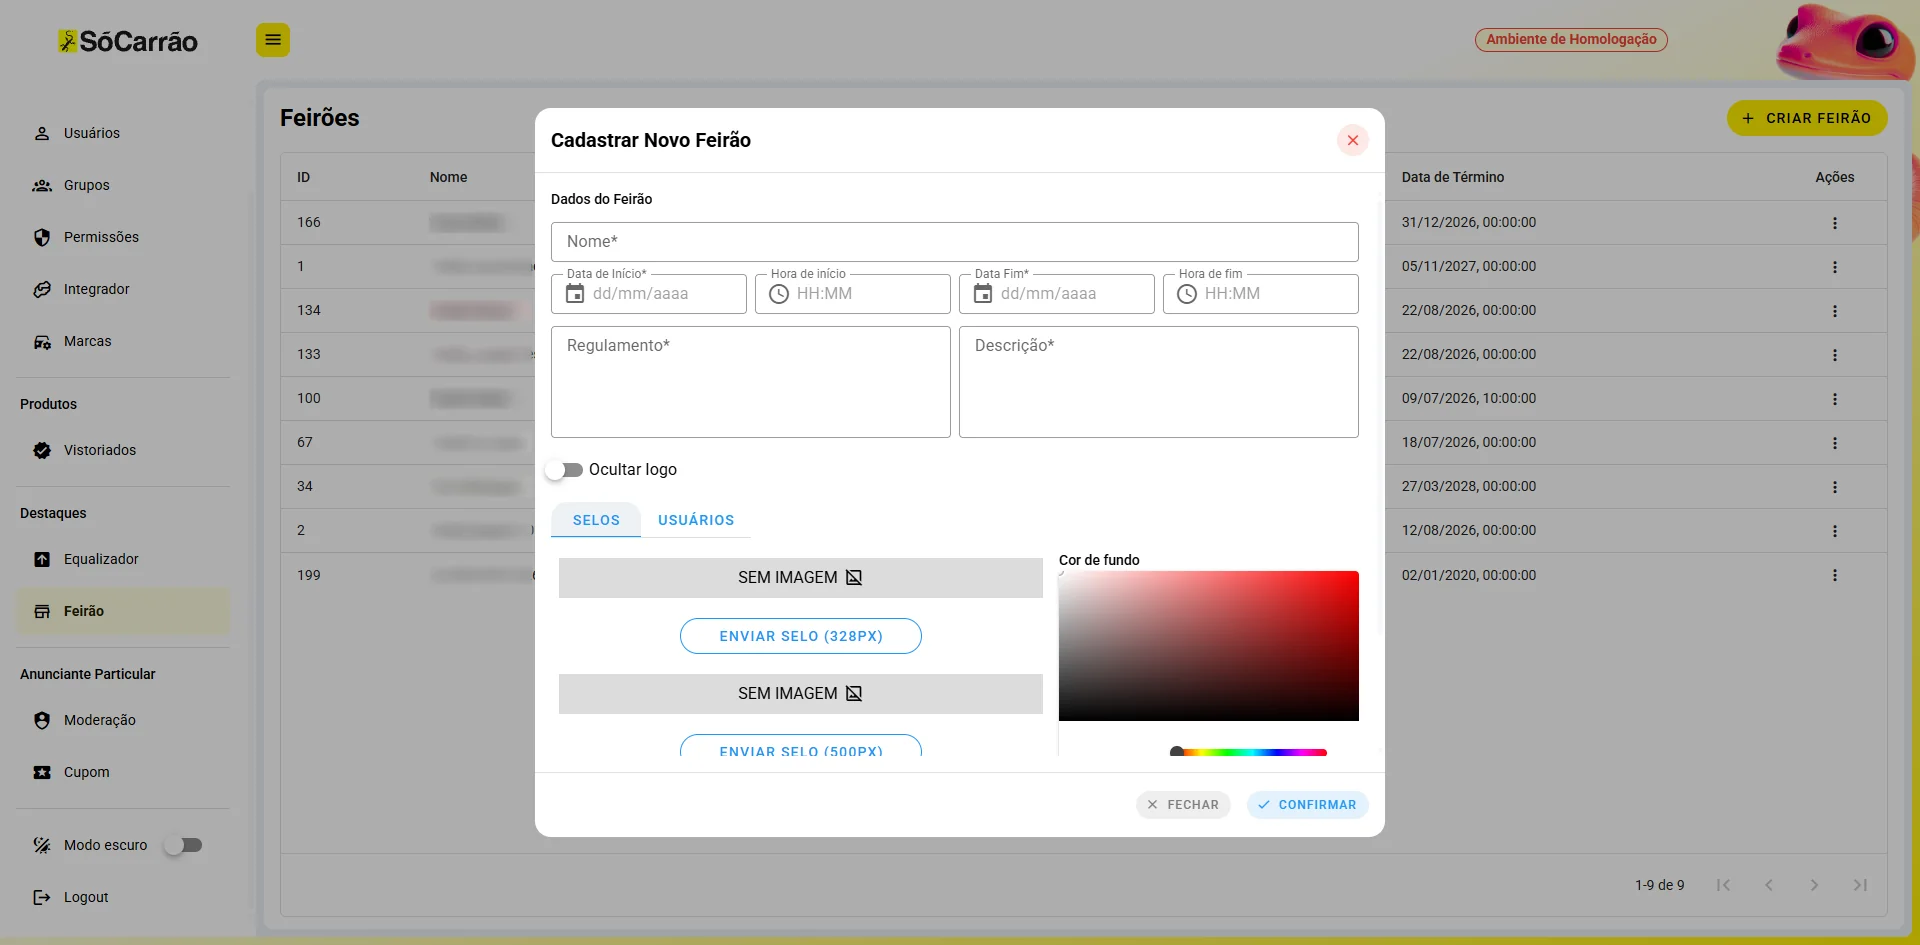 SóCarrão
Ambiente de Homologação
Usuários
Grupos
Permissões
Integrador
Marcas
Produtos
Vistoriados
Destaques
Equalizador
Feirão
Anunciante Particular
Moderação
Cupom
Modo escuro
Logout
Feirões
+ CRIAR FEIRÃO
ID Nome Data de Término Ações
166 31/12/2026, 00:00:00
1 05/11/2027, 00:00:00
134 22/08/2026, 00:00:00
133 22/08/2026, 00:00:00
100 09/07/2026, 10:00:00
67 18/07/2026, 00:00:00
34 27/03/2028, 00:00:00
2 12/08/2026, 00:00:00
199 02/01/2020, 00:00:00
1-9 de 9
Cadastrar Novo Feirão
Dados do Feirão
Nome*
Data de Início* Hora de início Data Fim* Hora de fim
dd/mm/aaaa HH:MM dd/mm/aaaa HH:MM
Regulamento* Descrição*
Ocultar logo
SELOS USUÁRIOS
SEM IMAGEM
ENVIAR SELO (328PX)
SEM IMAGEM
ENVIAR SELO (500PX)
Cor de fundo
FECHAR CONFIRMAR